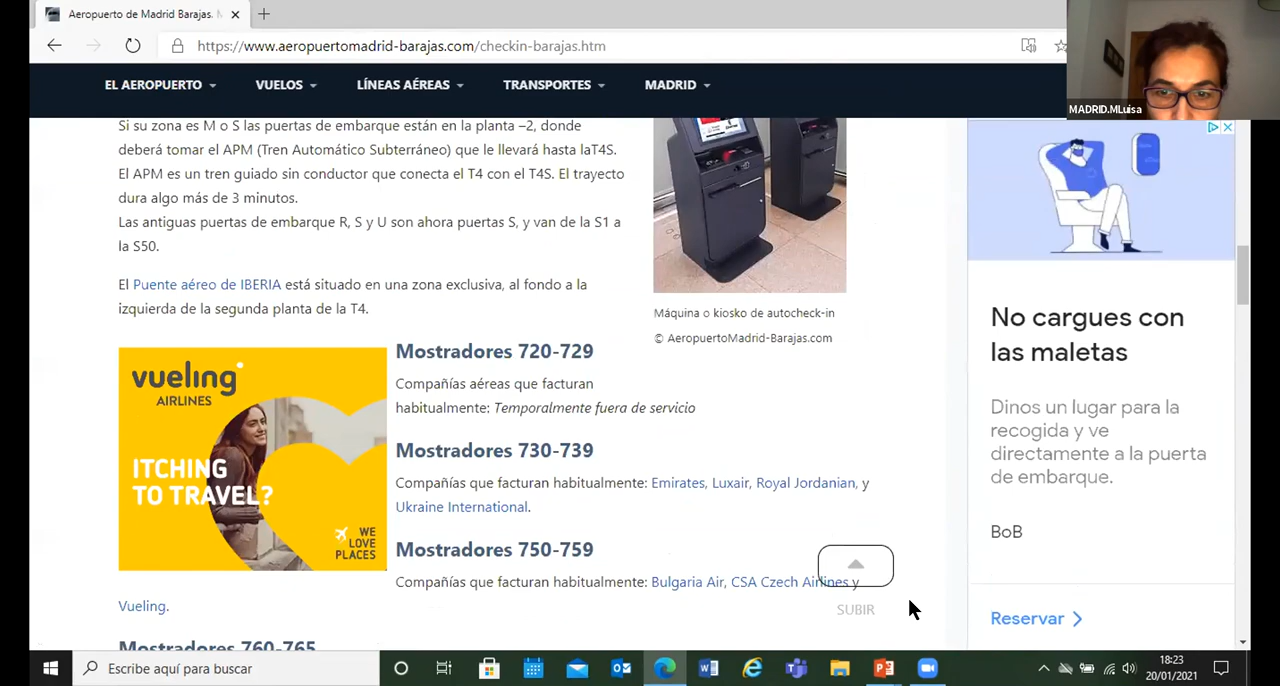 Aeropuerto de Madrid Barajas.
https://www.aeropuertomadrid-barajas.com/checkin-barajas.htm
EL AEROPUERTO
VUELOS
LÍNEAS AÉREAS
TRANSPORTES
MADRID
MADRID.MLuisa
Si su zona es M o S las puertas de embarque están en la planta –2, donde
deberá tomar el APM (Tren Automático Subterráneo) que le llevará hasta laT4S.
El APM es un tren guiado sin conductor que conecta el T4 con el T4S. El trayecto
dura algo más de 3 minutos.
Las antiguas puertas de embarque R, S y U son ahora puertas S, y van de la S1 a
la S50.
El Puente aéreo de IBERIA está situado en una zona exclusiva, al fondo a la
izquierda de la segunda planta de la T4.
Máquina o kiosko de autocheck-in
© AeropuertoMadrid-Barajas.com
vueling
AIRLINES
ITCHING
TO TRAVEL?
WE
LOVE
PLACES
Mostradores 720-729
Compañías aéreas que facturan
habitualmente: Temporalmente fuera de servicio
Mostradores 730-739
Compañías que facturan habitualmente: Emirates, Luxair, Royal Jordanian, y
Ukraine International.
Mostradores 750-759
Compañías que facturan habitualmente: Bulgaria Air, CSA Czech Airlines y
Vueling.
Mostradores 760-765
SUBIR
No cargues con
las maletas
Dinos un lugar para la
recogida y ve
directamente a la puerta
de embarque.
BoB
Reservar
Escribe aquí para buscar
18:23
20/01/2021